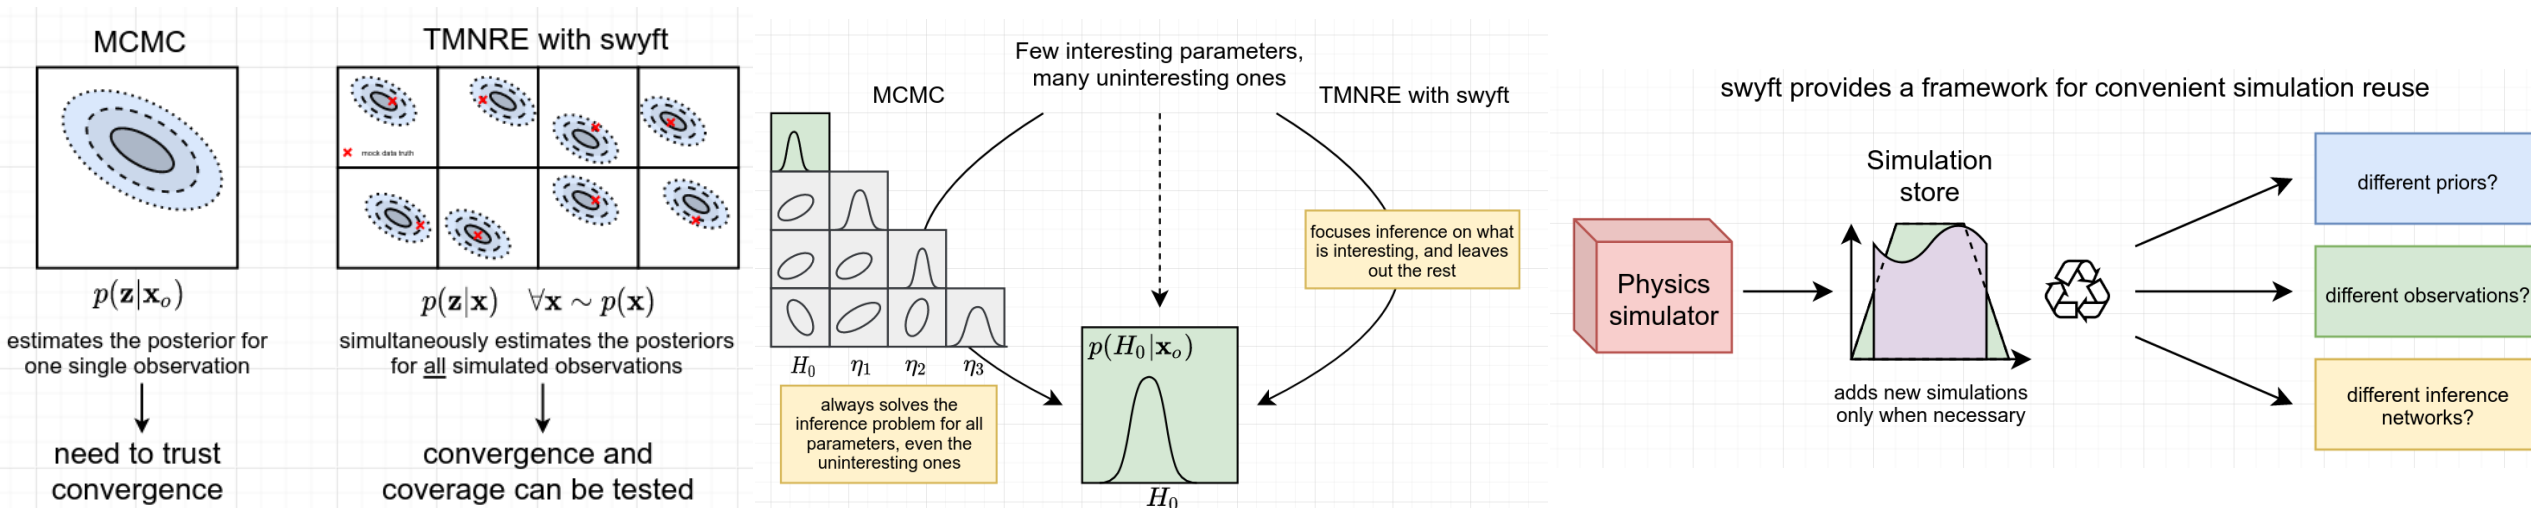 MCMC
p(z|x_o)
estimates the posterior for
one single observation
need to trust
convergence
TMNRE with swyft
mock data truth
p(z|x) ∀x ∼ p(x)
simultaneously estimates the posteriors
for all simulated observations
convergence and
coverage can be tested
Few interesting parameters,
many uninteresting ones
MCMC
TMNRE with swyft
H₀ η₁ η₂ η₃
always solves the
inference problem for all
parameters, even the
uninteresting ones
focuses inference on what
is interesting, and leaves
out the rest
p(H₀|x_o)
H₀
swyft provides a framework for convenient simulation reuse
Physics
simulator
Simulation
store
adds new simulations
only when necessary
different priors?
different observations?
different inference
networks?